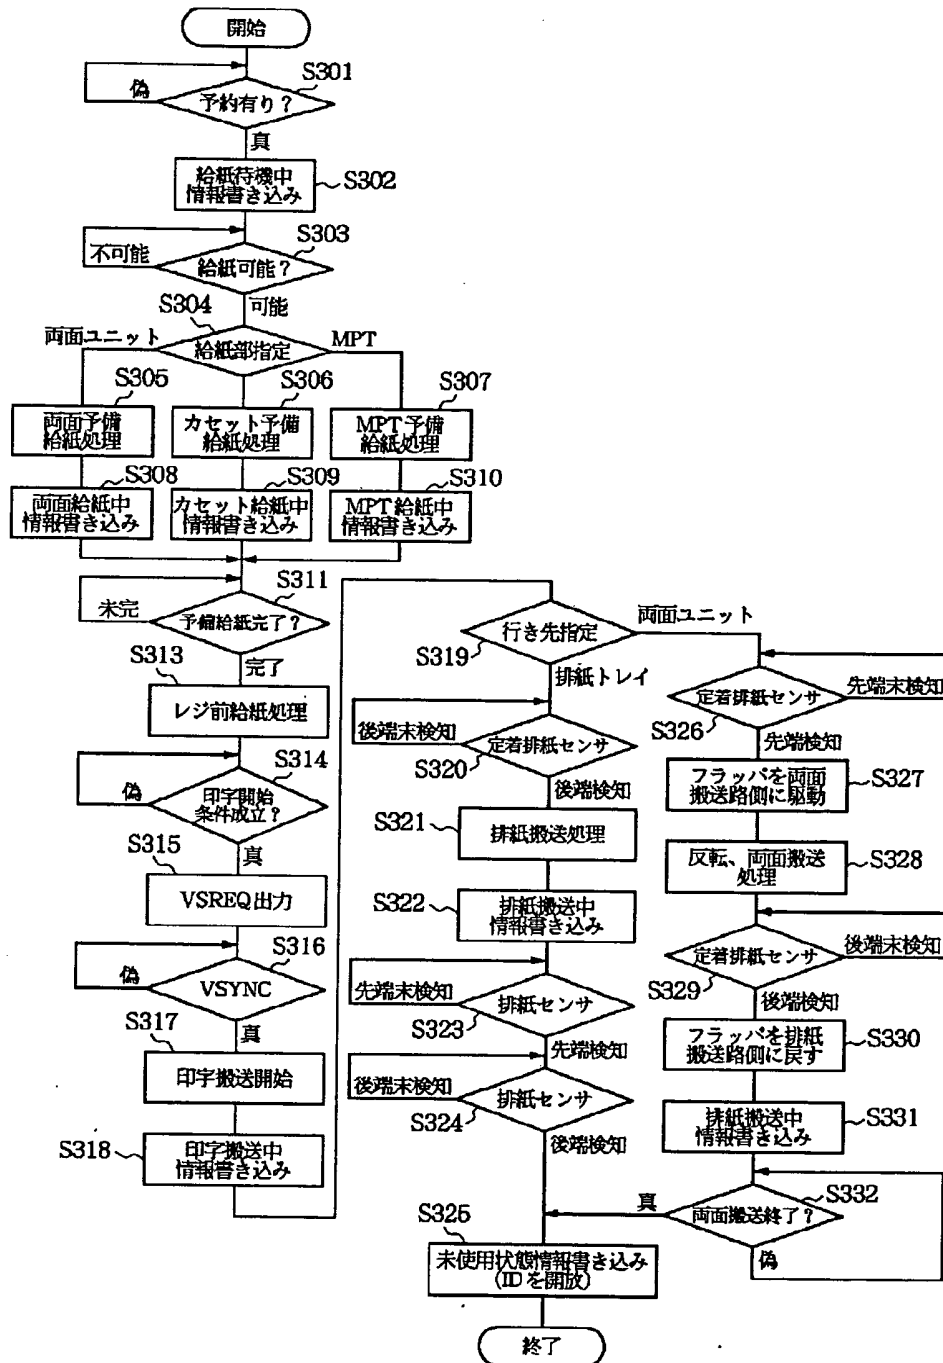 開始
S301
偽
予約有り?
真
給紙待機中
情報書き込み
S302
S303
不可能
給紙可能?
可能
S304
両面ユニット
給紙部指定
MPT
S305
S306
S307
両面予備
給紙処理
カセット予備
給紙処理
MPT予備
給紙処理
S308
S309
S310
両面給紙中
情報書き込み
カセット給紙中
情報書き込み
MPT給紙中
情報書き込み
S311
未完
予備給紙完了?
完了
S313
レジ前給紙処理
S314
偽
印字開始
条件成立?
真
S315
VSREQ出力
S316
偽
VSYNC
真
S317
印字搬送開始
S318
印字搬送中
情報書き込み
行き先指定
両面ユニット
S319
排紙トレイ
後端末検知
定着排紙センサ
S320
後端検知
S321
排紙搬送処理
S322
排紙搬送中
情報書き込み
先端末検知
排紙センサ
S323
先端検知
後端末検知
排紙センサ
S324
後端検知
S325
未使用状態情報書き込み
(IDを開放)
終了
定着排紙センサ
先端末検知
S326
先端検知
フラッパを両面
搬送路側に駆動
S327
反転、両面搬送
処理
S328
定着排紙センサ
後端末検知
S329
後端検知
フラッパを排紙
搬送路側に戻す
S330
排紙搬送中
情報書き込み
S331
S332
真
両面搬送終了?
偽